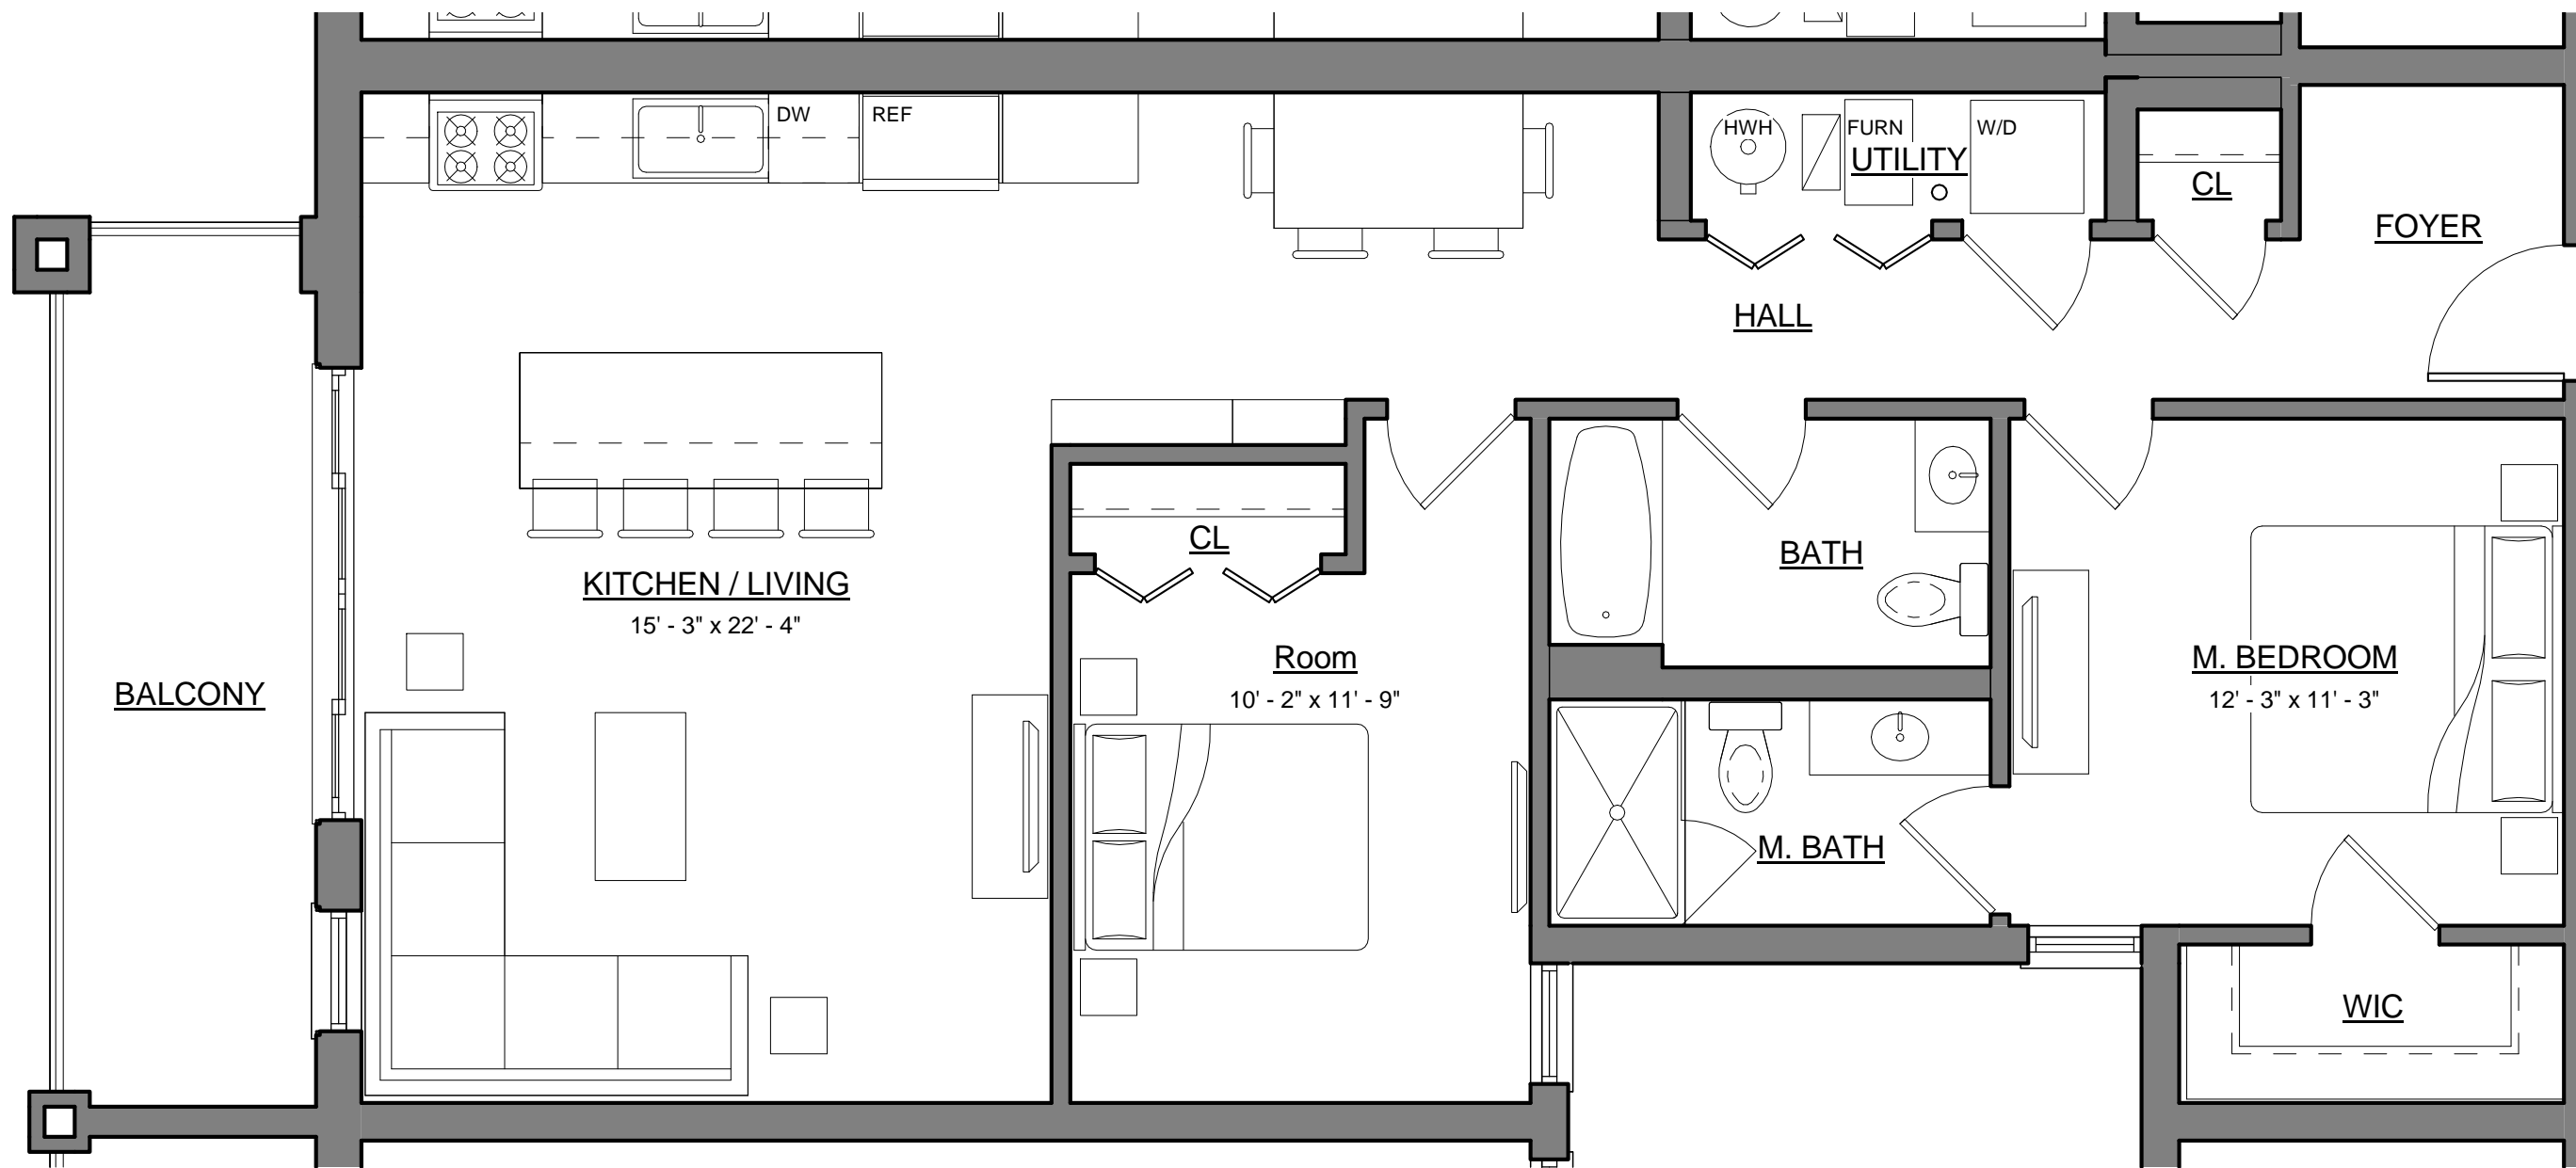 DW
REF
HWH
FURN
W/D
UTILITY
CL
FOYER
HALL
CL
BATH
KITCHEN / LIVING
15' - 3" x 22' - 4"
Room
10' - 2" x 11' - 9"
M. BEDROOM
12' - 3" x 11' - 3"
BALCONY
M. BATH
WIC